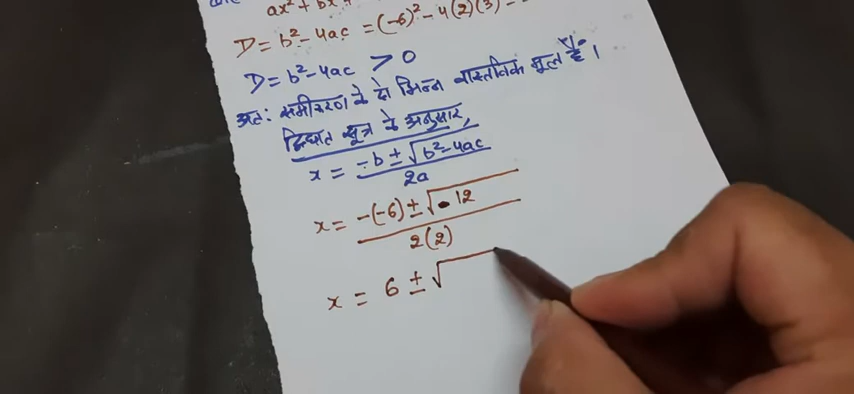 ax² + bx +
D = b² - 4ac = (-6)² - 4(2)(3) =
D = b² - 4ac > 0
अतः समीकरण के दो भिन्न वास्तविक मूल हैं।
द्विघात सूत्र के अनुसार,
x = -b ± √b² - 4ac / 2a
x = -(-6) ± √12 / 2(2)
x = 6 ± √